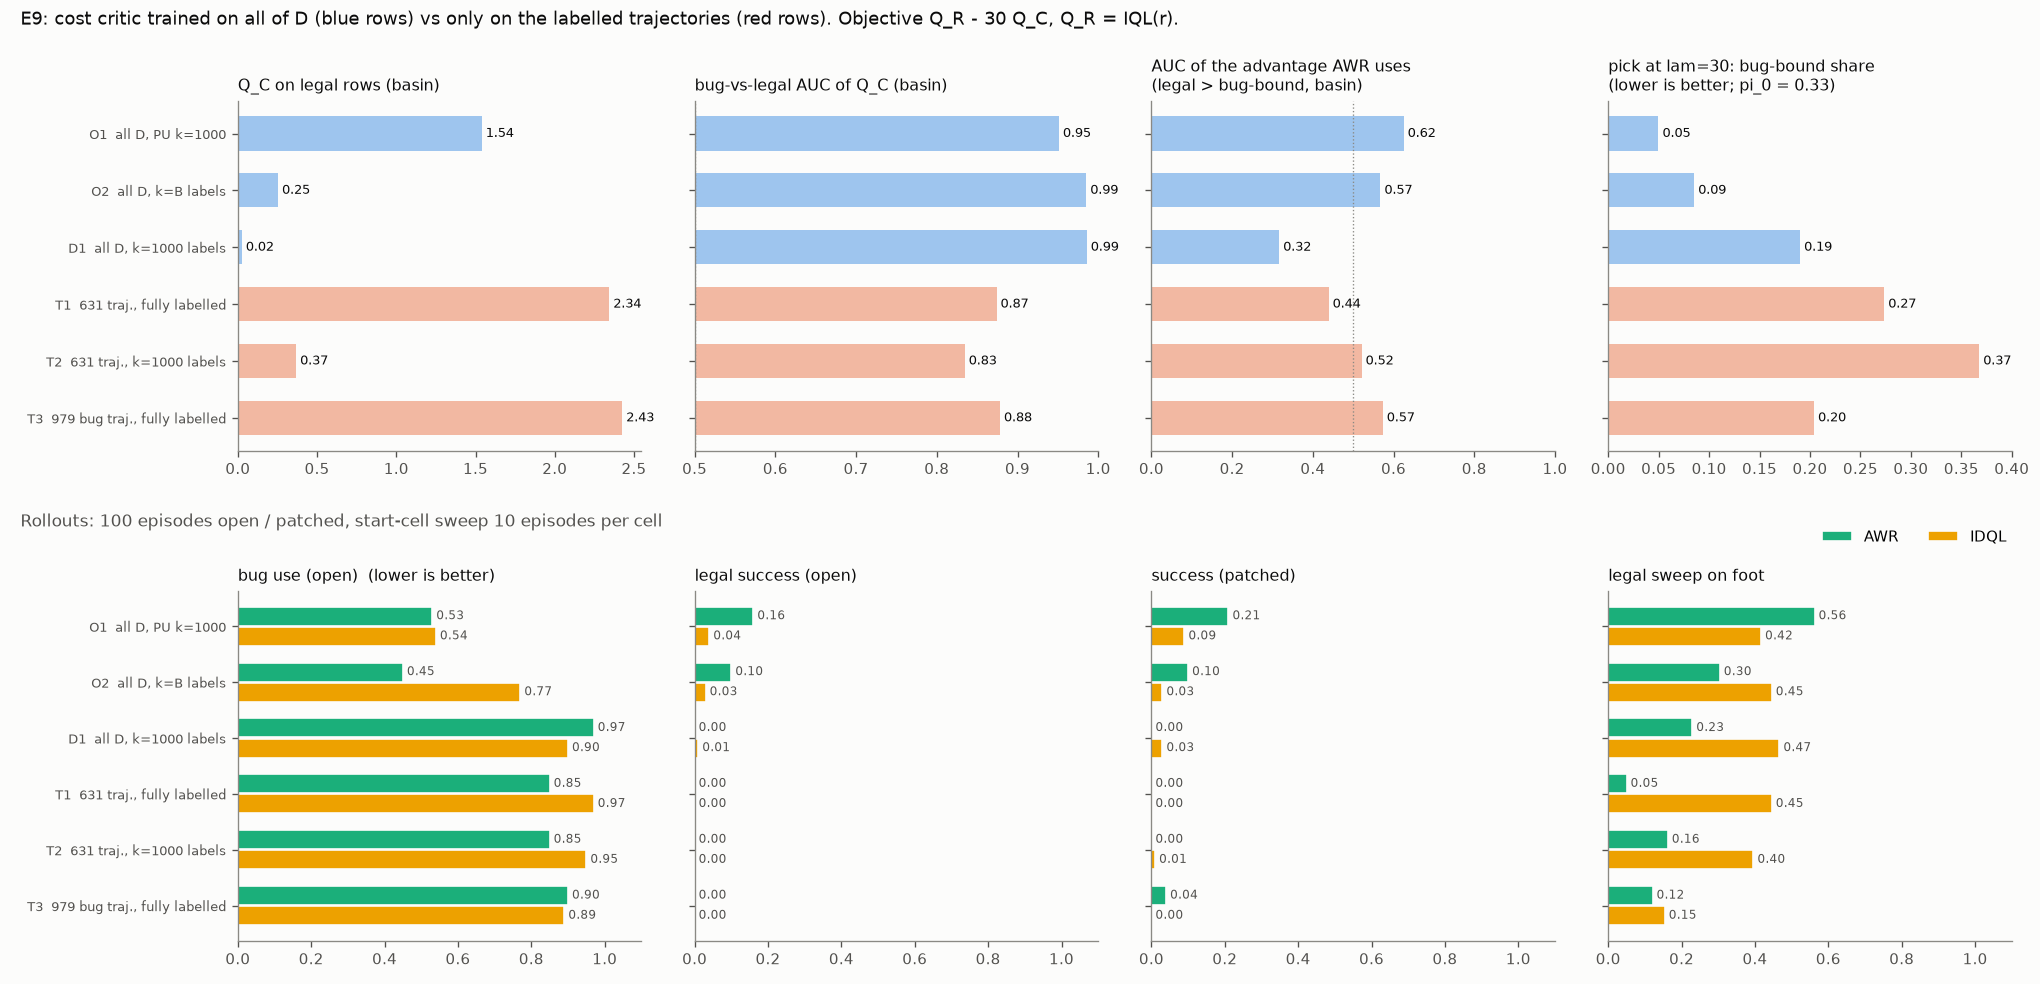 E9: cost critic trained on all of D (blue rows) vs only on the labelled trajectories (red rows). Objective Q_R - 30 Q_C, Q_R = IQL(r).
Q_C on legal rows (basin)
O1  all D, PU k=1000
O2  all D, k=B labels
D1  all D, k=1000 labels
T1  631 traj., fully labelled
T2  631 traj., k=1000 labels
T3  979 bug traj., fully labelled
1.54
0.25
0.02
2.34
0.37
2.43
0.0 0.5 1.0 1.5 2.0 2.5
bug-vs-legal AUC of Q_C (basin)
0.95
0.99
0.99
0.87
0.83
0.88
0.5 0.6 0.7 0.8 0.9 1.0
AUC of the advantage AWR uses
(legal > bug-bound, basin)
0.62
0.57
0.32
0.44
0.52
0.57
0.0 0.2 0.4 0.6 0.8 1.0
pick at lam=30: bug-bound share
(lower is better; pi_0 = 0.33)
0.05
0.09
0.19
0.27
0.37
0.20
0.00 0.05 0.10 0.15 0.20 0.25 0.30 0.35 0.40
Rollouts: 100 episodes open / patched, start-cell sweep 10 episodes per cell
AWR IDQL
bug use (open)  (lower is better)
O1  all D, PU k=1000
O2  all D, k=B labels
D1  all D, k=1000 labels
T1  631 traj., fully labelled
T2  631 traj., k=1000 labels
T3  979 bug traj., fully labelled
0.53
0.54
0.45
0.77
0.97
0.90
0.85
0.97
0.85
0.95
0.90
0.89
0.0 0.2 0.4 0.6 0.8 1.0
legal success (open)
0.16
0.04
0.10
0.03
0.00
0.01
0.00
0.00
0.00
0.00
0.00
0.00
0.0 0.2 0.4 0.6 0.8 1.0
success (patched)
0.21
0.09
0.10
0.03
0.00
0.03
0.00
0.00
0.00
0.01
0.04
0.00
0.0 0.2 0.4 0.6 0.8 1.0
legal sweep on foot
0.56
0.42
0.30
0.45
0.23
0.47
0.05
0.45
0.16
0.40
0.12
0.15
0.0 0.2 0.4 0.6 0.8 1.0